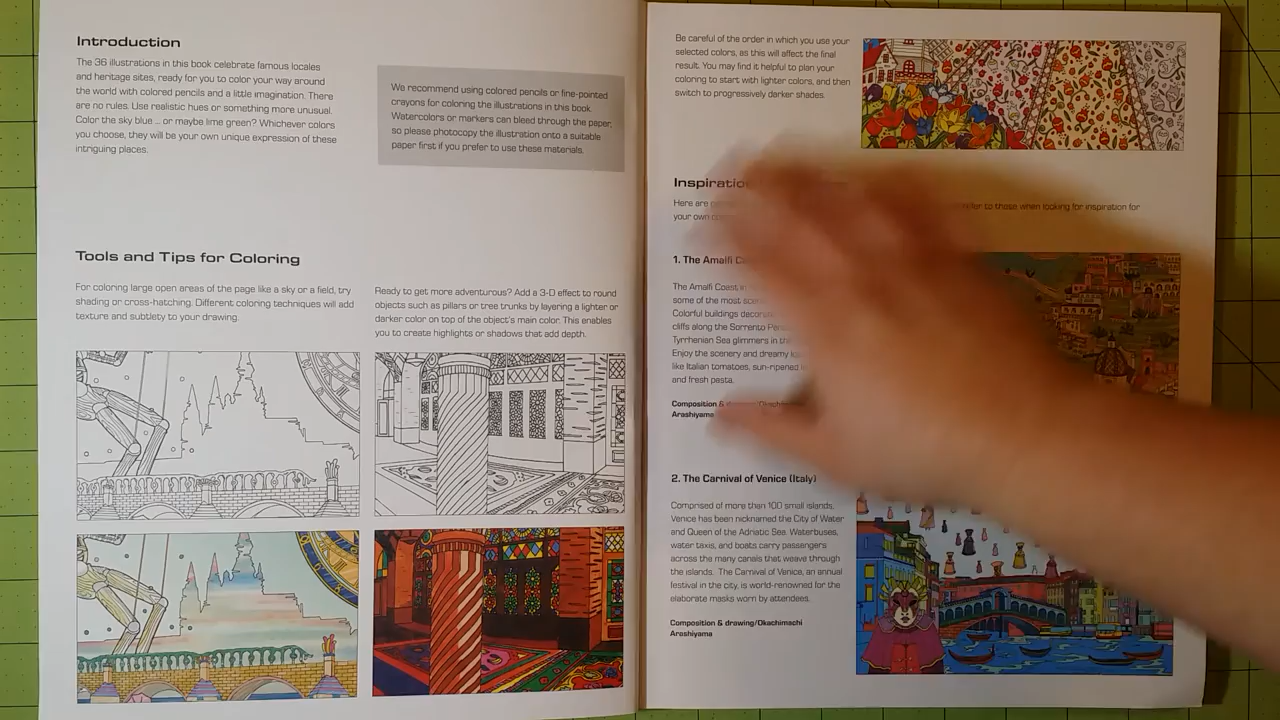 Introduction
The 36 illustrations in this book celebrate famous locales
and heritage sites, ready for you to color your way around
the world with colored pencils and a little imagination. There
are no rules. Use realistic hues or something more unusual.
Color the sky blue ... or maybe lime green? Whichever colors
you choose, they will be your own unique expression of these
intriguing places.
We recommend using colored pencils or fine-pointed
crayons for coloring the illustrations in this book.
Watercolors or markers can bleed through the paper,
so please photocopy the illustration onto a suitable
paper first if you prefer to use these materials.
Tools and Tips for Coloring
For coloring large open areas of the page like a sky or a field, try
shading or cross-hatching. Different coloring techniques will add
texture and subtlety to your drawing.
Ready to get more adventurous? Add a 3-D effect to round
objects such as pillars or tree trunks by layering a lighter or
darker color on top of the object's main color. This enables
you to create highlights or shadows that add depth.
Be careful of the order in which you use your
selected colors, as this will affect the final
result. You may find it helpful to plan your
coloring to start with lighter colors, and then
switch to progressively darker shades.
Inspiration
Here are refer to these when looking for inspiration for
your own
1. The Amalfi
The Amalfi Coast in
some of the most
Colorful buildings
cliffs along the Sorrento
Tyrrhenian Sea glimmers in the
Enjoy the scenery and dreamy
like Italian tomatoes, sun-ripened
and fresh pasta.
Composition & drawing/Okachimachi
Arashiyama
2. The Carnival of Venice (Italy)
Comprised of more than 100 small islands,
Venice has been nicknamed the City of Water
and Queen of the Adriatic Sea. Waterbuses,
water taxis, and boats carry passengers
across the many canals that weave through
the islands. The Carnival of Venice, an annual
festival in the city, is world-renowned for the
elaborate masks worn by attendees.
Composition & drawing/Okachimachi
Arashiyama